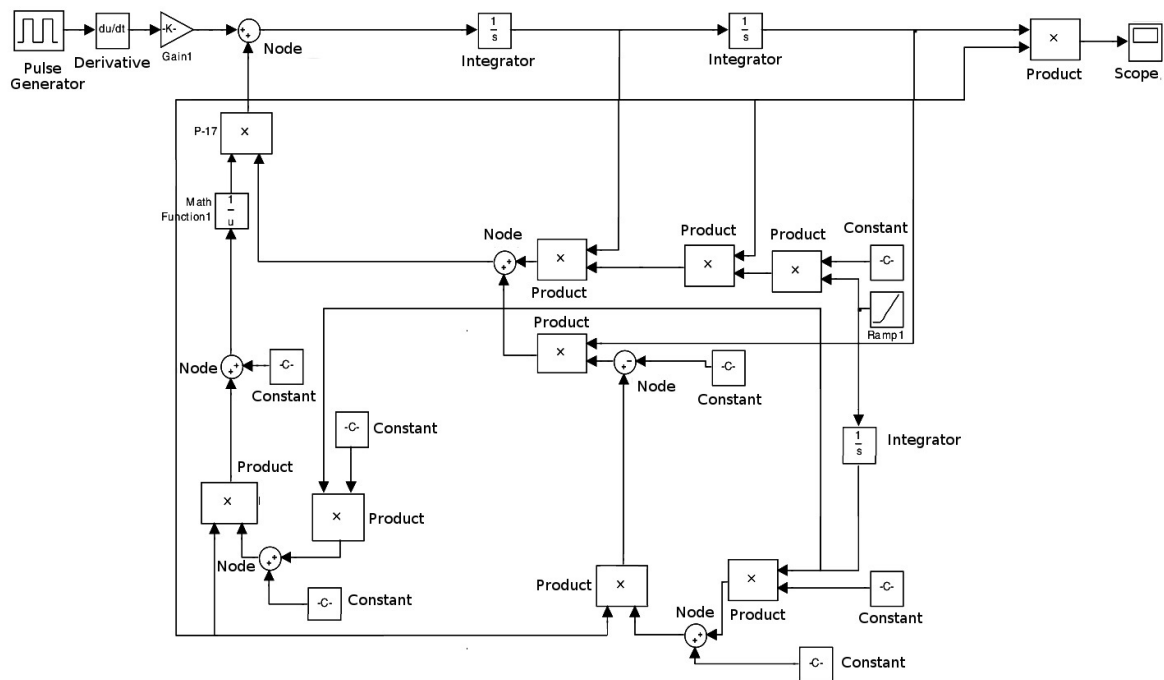 du/dt
-K-
+
+
Node
1
s
Integrator
1
s
Integrator
×
Product
Scope
Pulse
Generator
Derivative
Gain1
P-17
×
Math
Function1
1
u
Node
+
+
×
Product
Product
×
Product
×
Constant
-C-
Ramp1
Product
×
−
+
Node
-C-
Constant
Node
+
+
-C-
Constant
-C-
Constant
1
s
Integrator
Product
×
×
Product
Node
+
+
-C-
Constant
Product
×
×
Product
-C-
Constant
Node
+
+
-C-
Constant